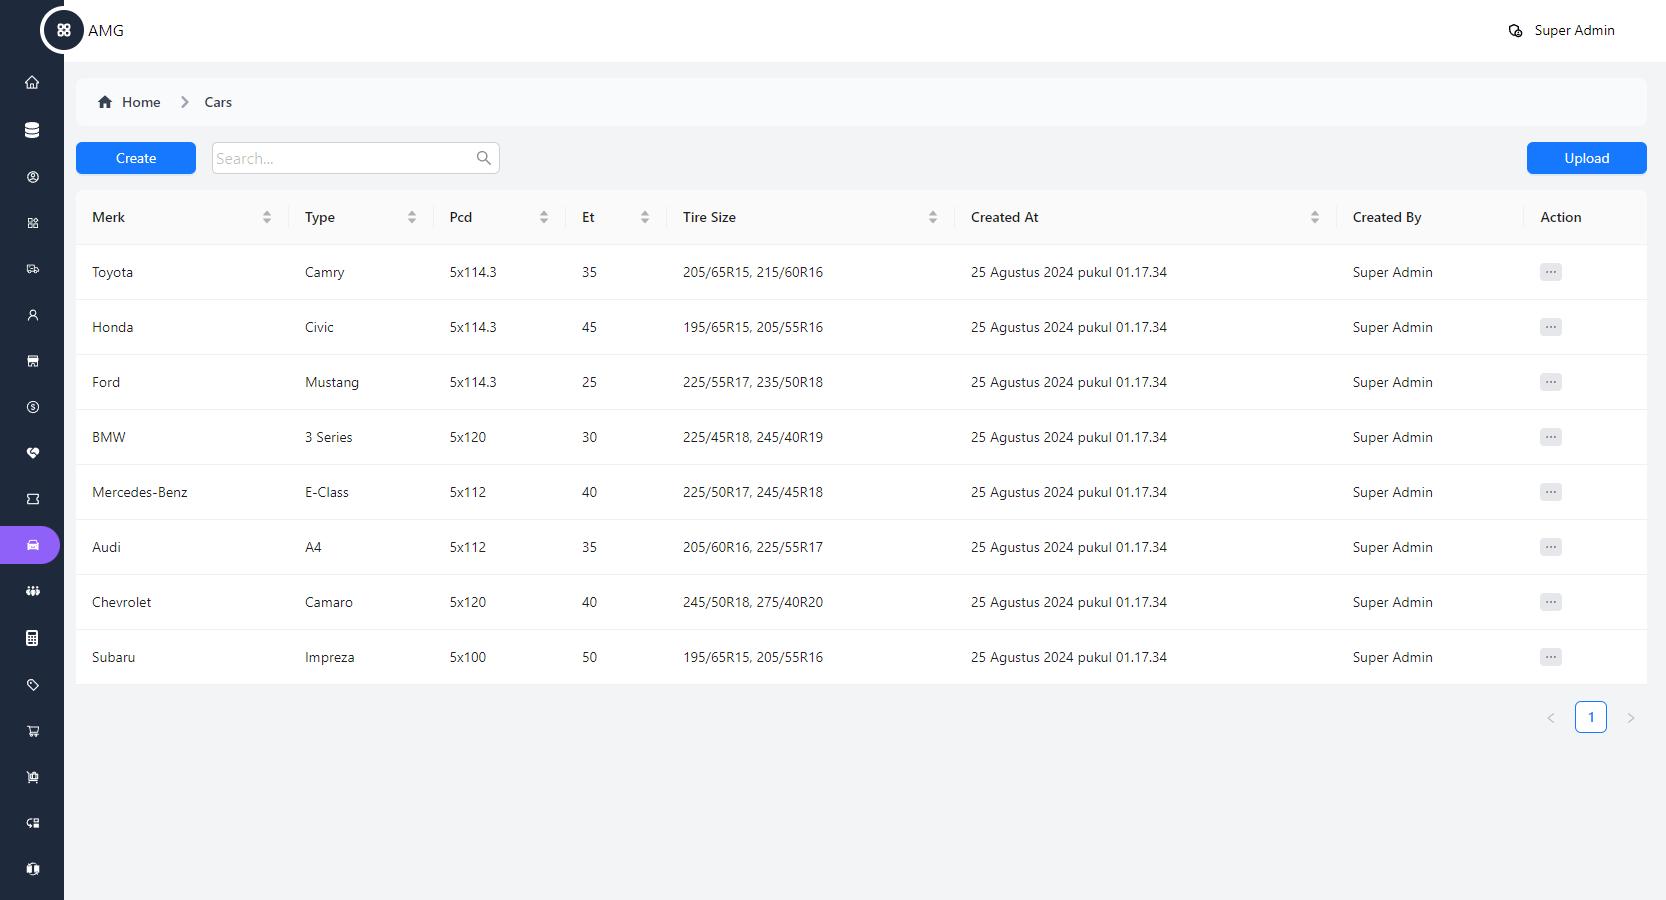 AMG
Super Admin
Home Cars
Create Search... Upload
Merk Type Pcd Et Tire Size Created At Created By Action
Toyota Camry 5x114.3 35 205/65R15, 215/60R16 25 Agustus 2024 pukul 01.17.34 Super Admin ...
Honda Civic 5x114.3 45 195/65R15, 205/55R16 25 Agustus 2024 pukul 01.17.34 Super Admin ...
Ford Mustang 5x114.3 25 225/55R17, 235/50R18 25 Agustus 2024 pukul 01.17.34 Super Admin ...
BMW 3 Series 5x120 30 225/45R18, 245/40R19 25 Agustus 2024 pukul 01.17.34 Super Admin ...
Mercedes-Benz E-Class 5x112 40 225/50R17, 245/45R18 25 Agustus 2024 pukul 01.17.34 Super Admin ...
Audi A4 5x112 35 205/60R16, 225/55R17 25 Agustus 2024 pukul 01.17.34 Super Admin ...
Chevrolet Camaro 5x120 40 245/50R18, 275/40R20 25 Agustus 2024 pukul 01.17.34 Super Admin ...
Subaru Impreza 5x100 50 195/65R15, 205/55R16 25 Agustus 2024 pukul 01.17.34 Super Admin ...
< 1 >